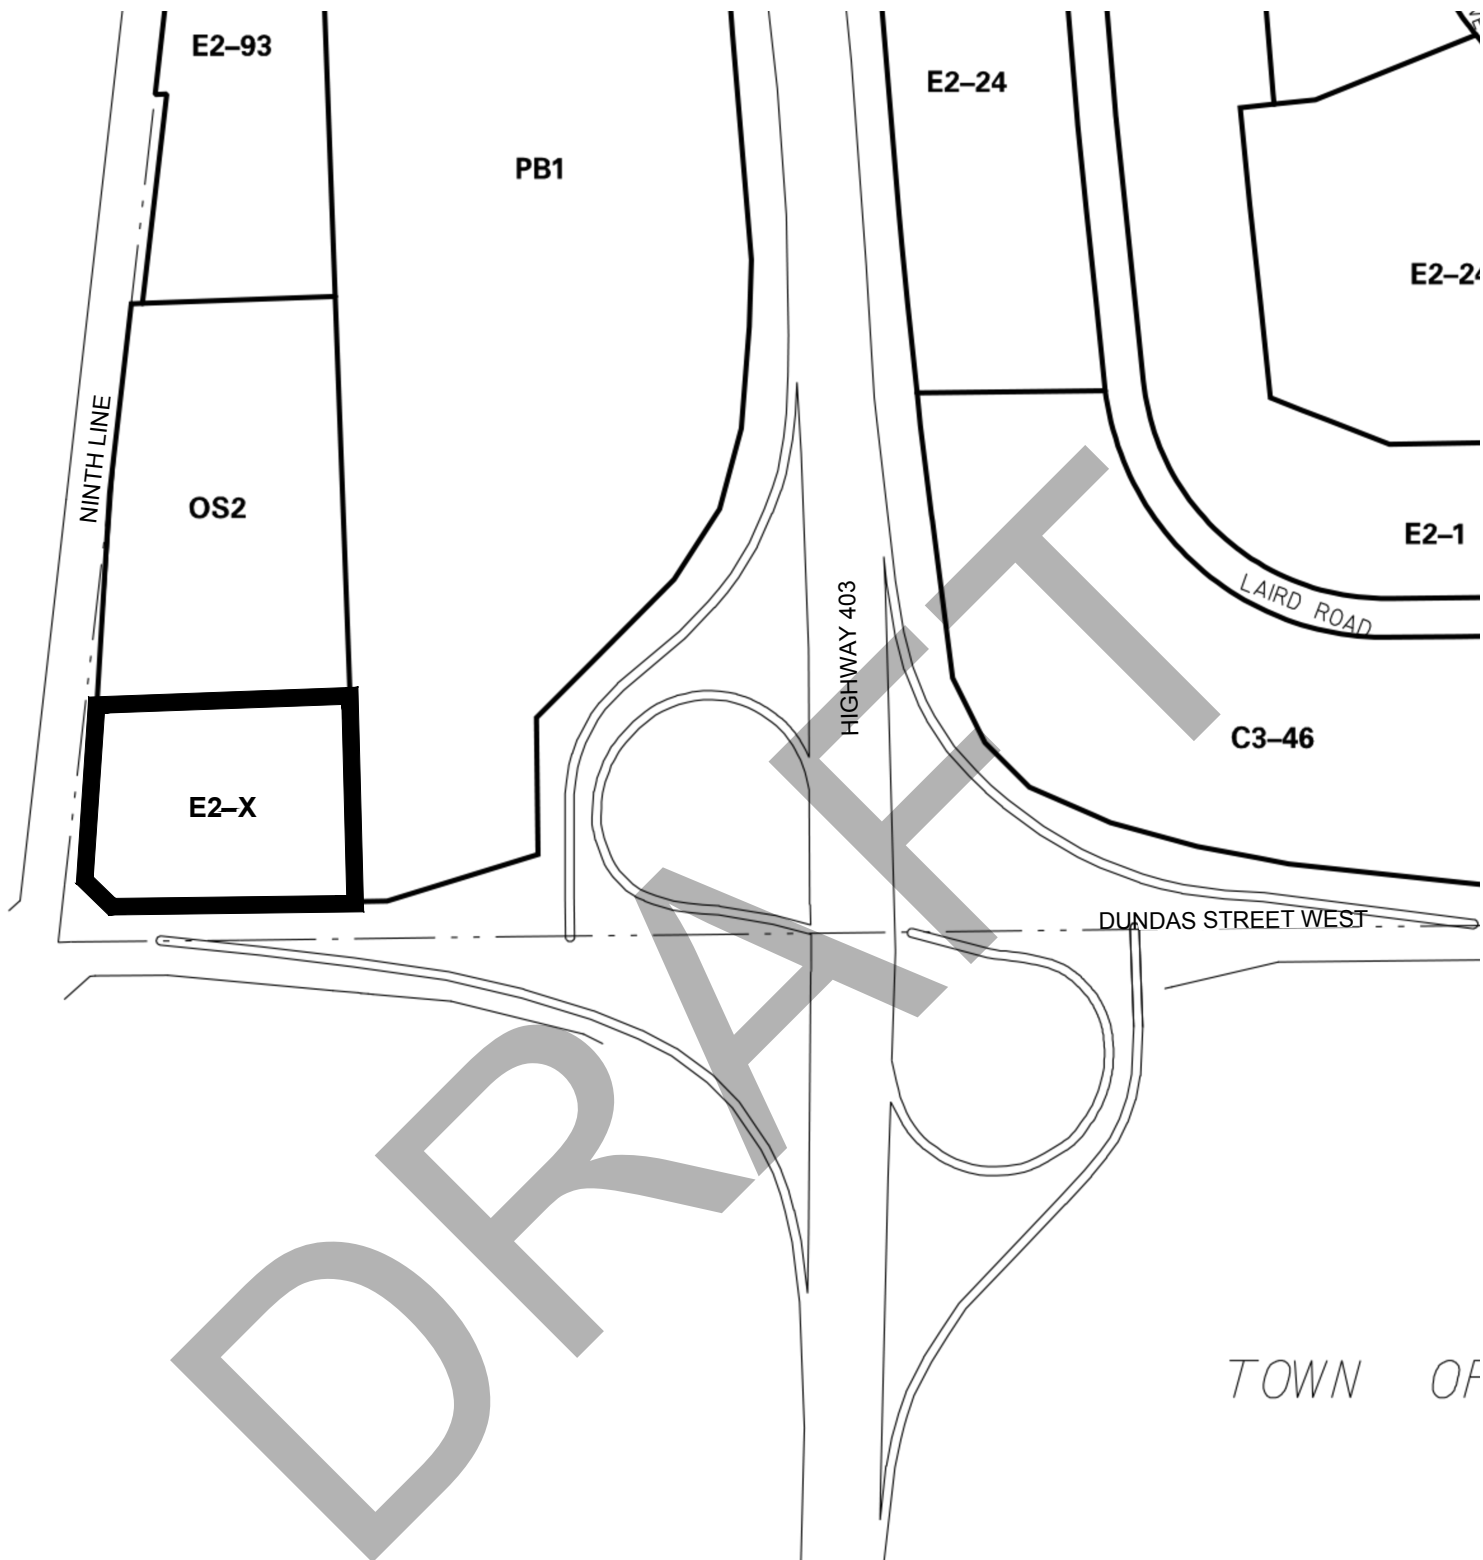 E2–93
E2–24
PB1
E2–24
NINTH LINE
OS2
E2–1
LAIRD ROAD
HIGHWAY 403
C3–46
E2–X
DUNDAS STREET WEST
DRAFT
TOWN OF